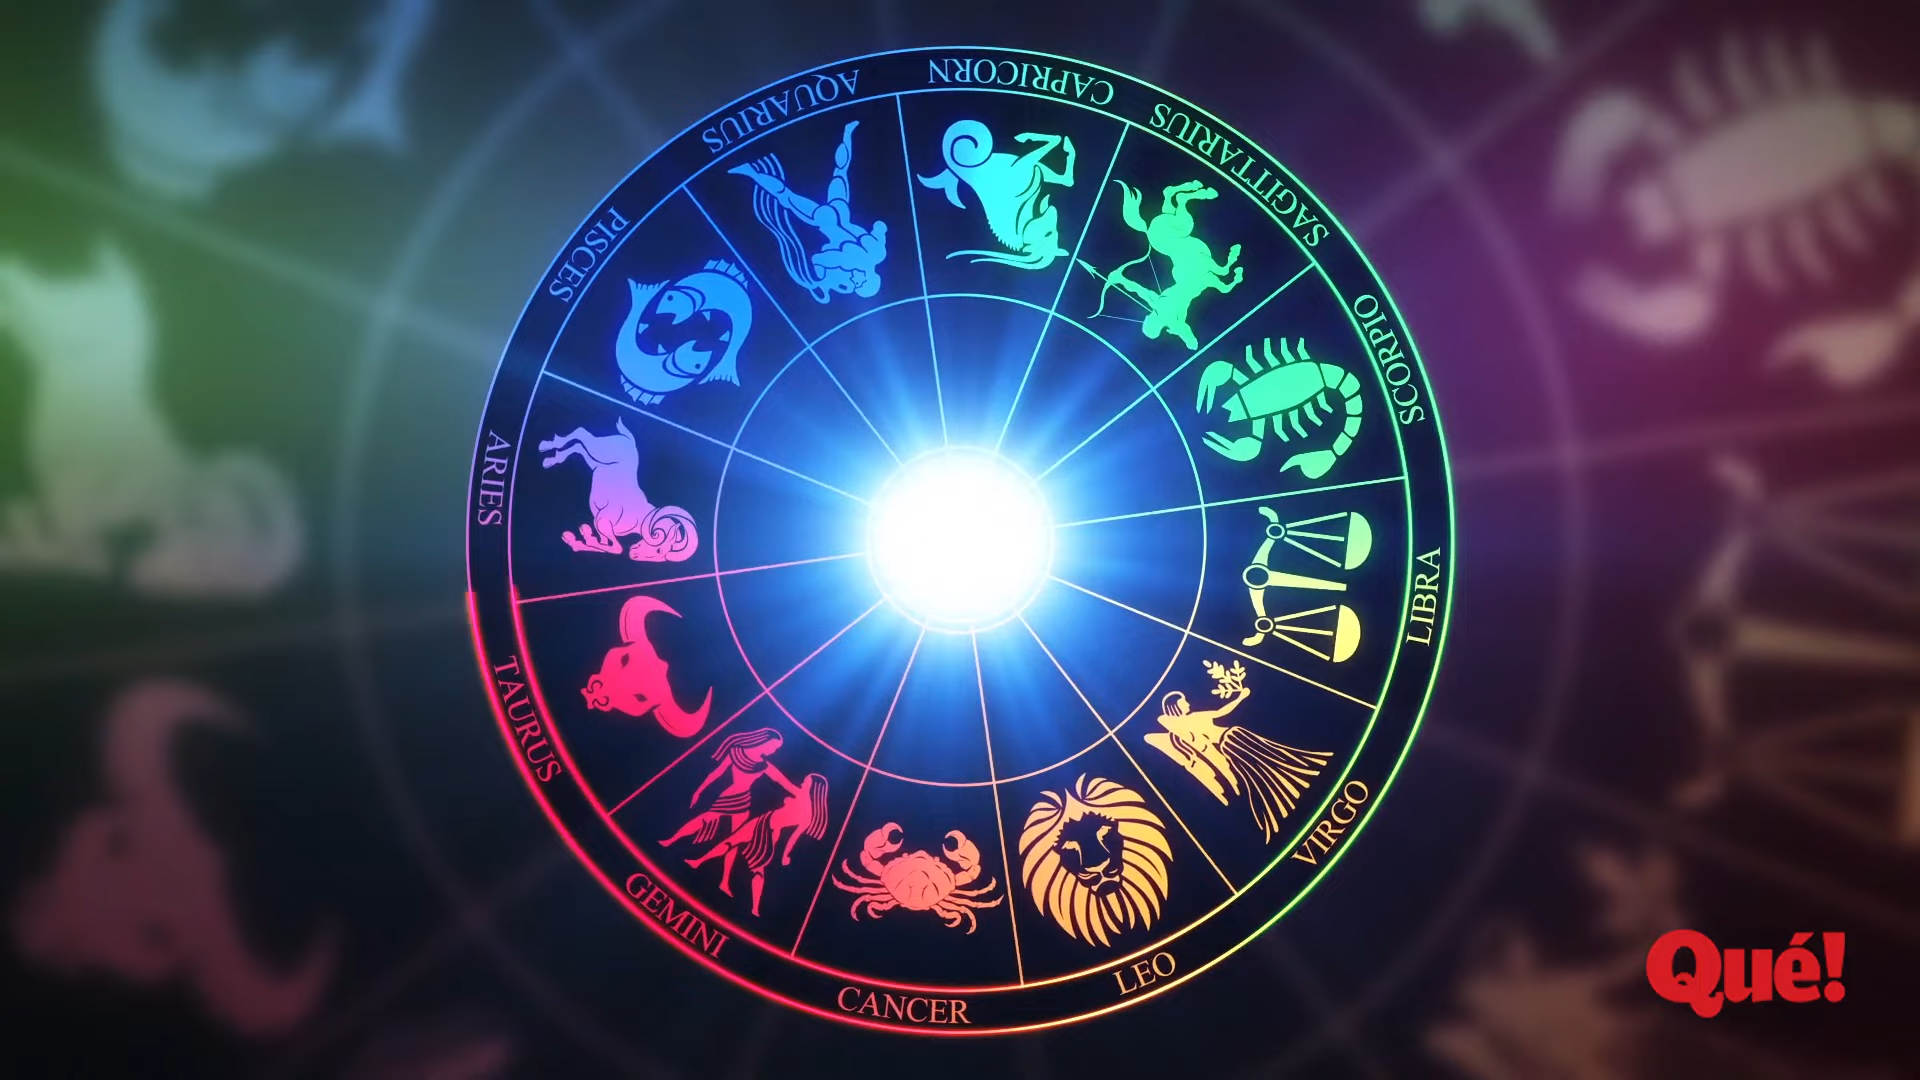 CAPRICORN
AQUARIUS
PISCES
ARIES
TAURUS
GEMINI
CANCER
LEO
VIRGO
LIBRA
SCORPIO
SAGITTARIUS
Qué!